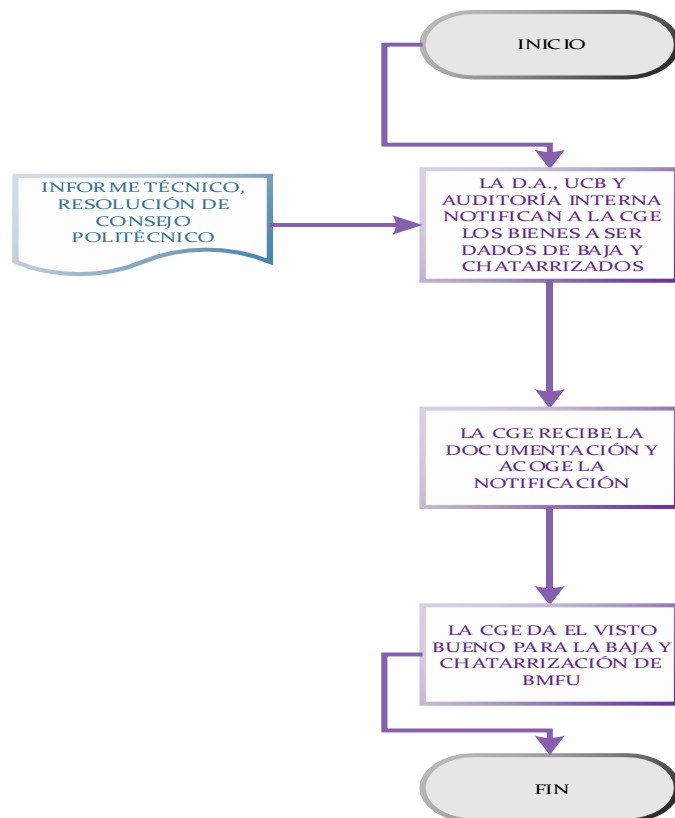 INICIO
INFORME TÉCNICO,
RESOLUCIÓN DE
CONSEJO
POLITÉCNICO
LA D.A., UCB Y
AUDITORÍA INTERNA
NOTIFICAN A LA CGE
LOS BIENES A SER
DADOS DE BAJA Y
CHATARRIZADOS
LA CGE RECIBE LA
DOCUMENTACIÓN Y
ACOGE LA
NOTIFICACIÓN
LA CGE DA EL VISTO
BUENO PARA LA BAJA Y
CHATARRIZACIÓN DE
BMFU
FIN